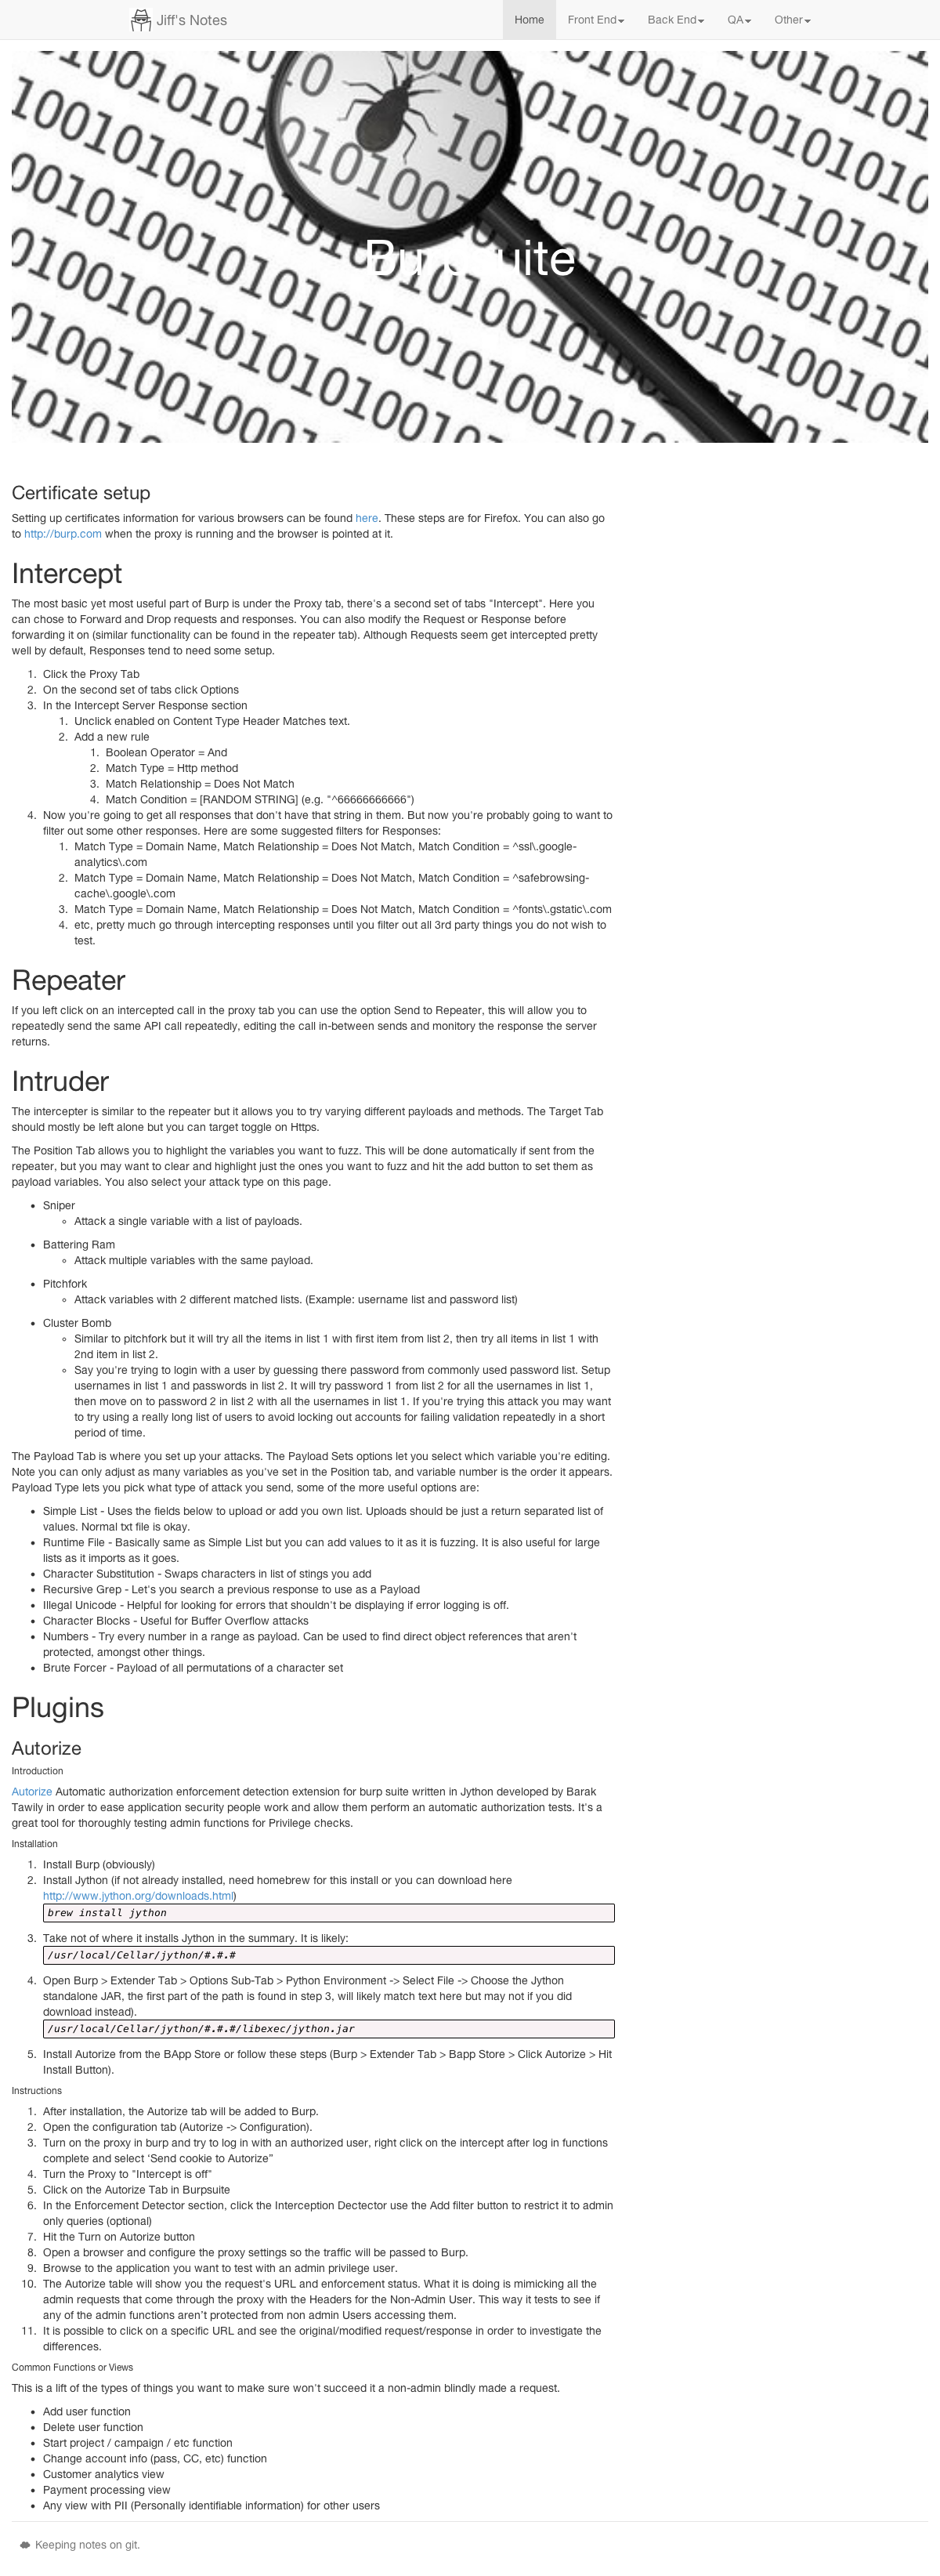 Jiff's Notes
Home Front End Back End QA Other
Burpsuite
Certificate setup
Setting up certificates information for various browsers can be found here. These steps are for Firefox. You can also go
to http://burp.com when the proxy is running and the browser is pointed at it.
Intercept
The most basic yet most useful part of Burp is under the Proxy tab, there's a second set of tabs "Intercept". Here you
can chose to Forward and Drop requests and responses. You can also modify the Request or Response before
forwarding it on (similar functionality can be found in the repeater tab). Although Requests seem get intercepted pretty
well by default, Responses tend to need some setup.
1. Click the Proxy Tab
2. On the second set of tabs click Options
3. In the Intercept Server Response section
1. Unclick enabled on Content Type Header Matches text.
2. Add a new rule
1. Boolean Operator = And
2. Match Type = Http method
3. Match Relationship = Does Not Match
4. Match Condition = [RANDOM STRING] (e.g. "^66666666666")
4. Now you're going to get all responses that don't have that string in them. But now you're probably going to want to
filter out some other responses. Here are some suggested filters for Responses:
1. Match Type = Domain Name, Match Relationship = Does Not Match, Match Condition = ^ssl\.google-
analytics\.com
2. Match Type = Domain Name, Match Relationship = Does Not Match, Match Condition = ^safebrowsing-
cache\.google\.com
3. Match Type = Domain Name, Match Relationship = Does Not Match, Match Condition = ^fonts\.gstatic\.com
4. etc, pretty much go through intercepting responses until you filter out all 3rd party things you do not wish to
test.
Repeater
If you left click on an intercepted call in the proxy tab you can use the option Send to Repeater, this will allow you to
repeatedly send the same API call repeatedly, editing the call in-between sends and monitory the response the server
returns.
Intruder
The intercepter is similar to the repeater but it allows you to try varying different payloads and methods. The Target Tab
should mostly be left alone but you can target toggle on Https.
The Position Tab allows you to highlight the variables you want to fuzz. This will be done automatically if sent from the
repeater, but you may want to clear and highlight just the ones you want to fuzz and hit the add button to set them as
payload variables. You also select your attack type on this page.
• Sniper
◦ Attack a single variable with a list of payloads.
• Battering Ram
◦ Attack multiple variables with the same payload.
• Pitchfork
◦ Attack variables with 2 different matched lists. (Example: username list and password list)
• Cluster Bomb
◦ Similar to pitchfork but it will try all the items in list 1 with first item from list 2, then try all items in list 1 with
2nd item in list 2.
◦ Say you're trying to login with a user by guessing there password from commonly used password list. Setup
usernames in list 1 and passwords in list 2. It will try password 1 from list 2 for all the usernames in list 1,
then move on to password 2 in list 2 with all the usernames in list 1. If you're trying this attack you may want
to try using a really long list of users to avoid locking out accounts for failing validation repeatedly in a short
period of time.
The Payload Tab is where you set up your attacks. The Payload Sets options let you select which variable you're editing.
Note you can only adjust as many variables as you've set in the Position tab, and variable number is the order it appears.
Payload Type lets you pick what type of attack you send, some of the more useful options are:
• Simple List - Uses the fields below to upload or add you own list. Uploads should be just a return separated list of
values. Normal txt file is okay.
• Runtime File - Basically same as Simple List but you can add values to it as it is fuzzing. It is also useful for large
lists as it imports as it goes.
• Character Substitution - Swaps characters in list of stings you add
• Recursive Grep - Let's you search a previous response to use as a Payload
• Illegal Unicode - Helpful for looking for errors that shouldn't be displaying if error logging is off.
• Character Blocks - Useful for Buffer Overflow attacks
• Numbers - Try every number in a range as payload. Can be used to find direct object references that aren't
protected, amongst other things.
• Brute Forcer - Payload of all permutations of a character set
Plugins
Autorize
Introduction
Autorize Automatic authorization enforcement detection extension for burp suite written in Jython developed by Barak
Tawily in order to ease application security people work and allow them perform an automatic authorization tests. It's a
great tool for thoroughly testing admin functions for Privilege checks.
Installation
1. Install Burp (obviously)
2. Install Jython (if not already installed, need homebrew for this install or you can download here
http://www.jython.org/downloads.html)
brew install jython
3. Take not of where it installs Jython in the summary. It is likely:
/usr/local/Cellar/jython/#.#.#
4. Open Burp > Extender Tab > Options Sub-Tab > Python Environment -> Select File -> Choose the Jython
standalone JAR, the first part of the path is found in step 3, will likely match text here but may not if you did
download instead).
/usr/local/Cellar/jython/#.#.#/libexec/jython.jar
5. Install Autorize from the BApp Store or follow these steps (Burp > Extender Tab > Bapp Store > Click Autorize > Hit
Install Button).
Instructions
1. After installation, the Autorize tab will be added to Burp.
2. Open the configuration tab (Autorize -> Configuration).
3. Turn on the proxy in burp and try to log in with an authorized user, right click on the intercept after log in functions
complete and select ‘Send cookie to Autorize”
4. Turn the Proxy to "Intercept is off"
5. Click on the Autorize Tab in Burpsuite
6. In the Enforcement Detector section, click the Interception Dectector use the Add filter button to restrict it to admin
only queries (optional)
7. Hit the Turn on Autorize button
8. Open a browser and configure the proxy settings so the traffic will be passed to Burp.
9. Browse to the application you want to test with an admin privilege user.
10. The Autorize table will show you the request's URL and enforcement status. What it is doing is mimicking all the
admin requests that come through the proxy with the Headers for the Non-Admin User. This way it tests to see if
any of the admin functions aren’t protected from non admin Users accessing them.
11. It is possible to click on a specific URL and see the original/modified request/response in order to investigate the
differences.
Common Functions or Views
This is a lift of the types of things you want to make sure won't succeed it a non-admin blindly made a request.
• Add user function
• Delete user function
• Start project / campaign / etc function
• Change account info (pass, CC, etc) function
• Customer analytics view
• Payment processing view
• Any view with PII (Personally identifiable information) for other users
Keeping notes on git.